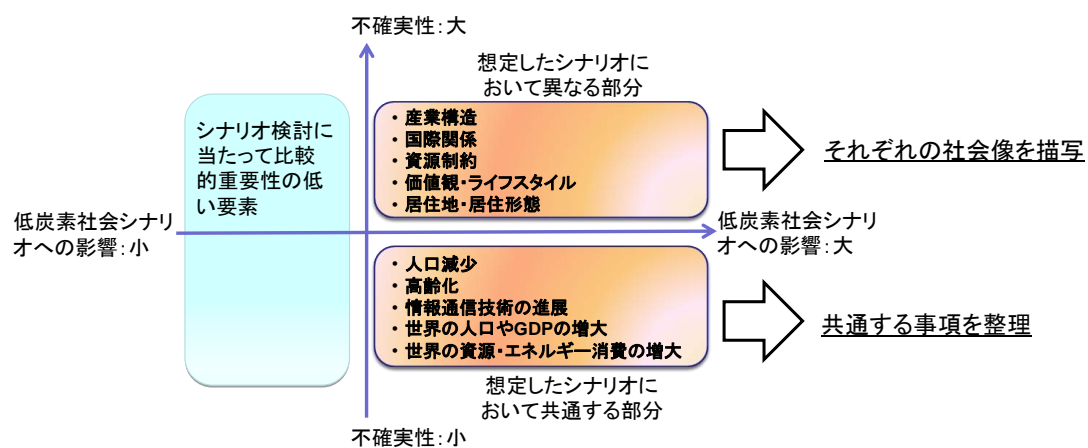 不確実性：大
想定したシナリオに
おいて異なる部分
シナリオ検討に
当たって比較
的重要性の低
い要素
・産業構造
・国際関係
・資源制約
・価値観・ライフスタイル
・居住地・居住形態
それぞれの社会像を描写
低炭素社会シナリ
オへの影響：小
低炭素社会シナリ
オへの影響：大
・人口減少
・高齢化
・情報通信技術の進展
・世界の人口やGDPの増大
・世界の資源・エネルギー消費の増大
共通する事項を整理
想定したシナリオに
おいて共通する部分
不確実性：小